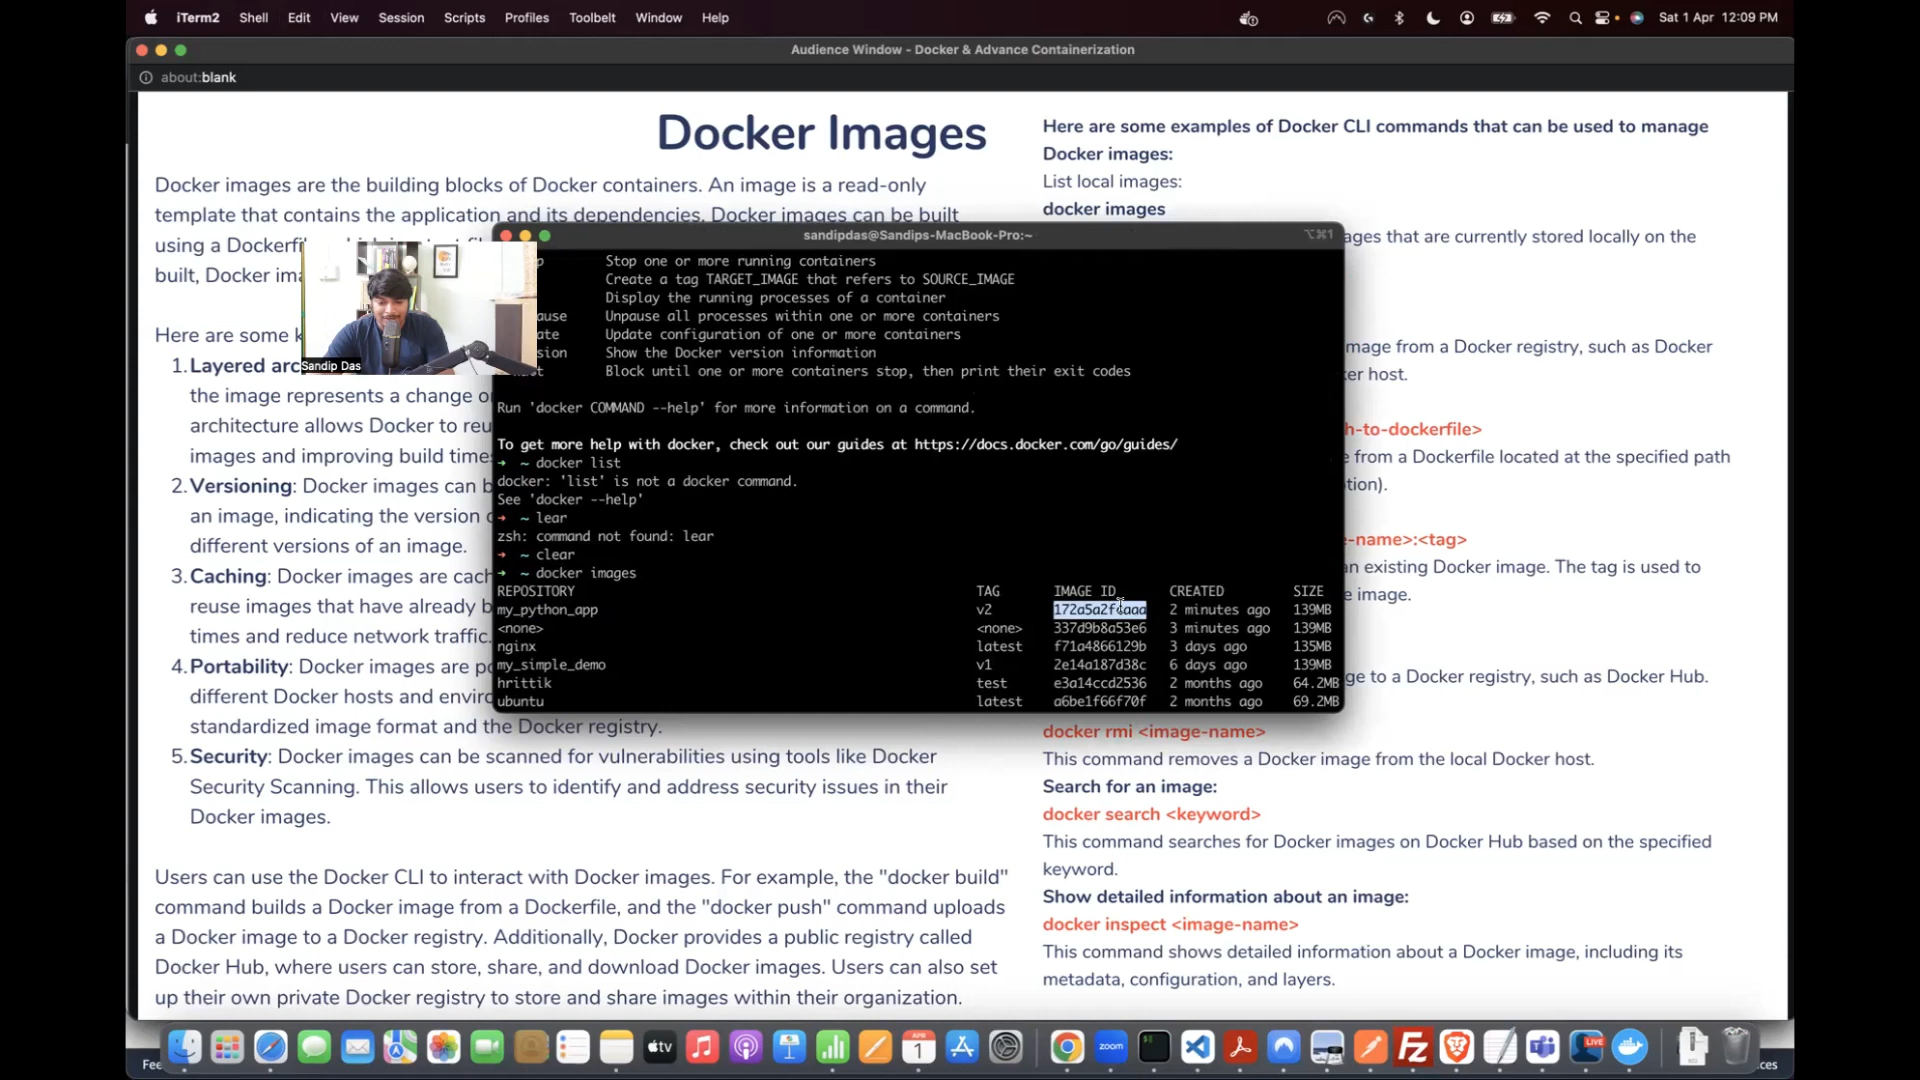 iTerm2 Shell Edit View Session Scripts Profiles Toolbelt Window Help Sat 1 Apr 12:09 PM
Audience Window - Docker & Advance Containerization
about:blank
Docker Images
Docker images are the building blocks of Docker containers. An image is a read-only
template that contains the application and its dependencies. Docker images can be built
using a Dockerfi
built, Docker ima
Here are some k
1. Layered arc
the image represents a change o
architecture allows Docker to reu
images and improving build times
2. Versioning: Docker images can b
an image, indicating the version o
different versions of an image.
3. Caching: Docker images are cach
reuse images that have already b
times and reduce network traffic.
4. Portability: Docker images are po
different Docker hosts and enviro
standardized image format and the Docker registry.
5. Security: Docker images can be scanned for vulnerabilities using tools like Docker
Security Scanning. This allows users to identify and address security issues in their
Docker images.
Users can use the Docker CLI to interact with Docker images. For example, the "docker build"
command builds a Docker image from a Dockerfile, and the "docker push" command uploads
a Docker image to a Docker registry. Additionally, Docker provides a public registry called
Docker Hub, where users can store, share, and download Docker images. Users can also set
up their own private Docker registry to store and share images within their organization.
Here are some examples of Docker CLI commands that can be used to manage
Docker images:
List local images:
docker images
ages that are currently stored locally on the
mage from a Docker registry, such as Docker
ker host.
h-to-dockerfile>
e from a Dockerfile located at the specified path
ption).
-name>:<tag>
an existing Docker image. The tag is used to
e image.
ge to a Docker registry, such as Docker Hub.
docker rmi <image-name>
This command removes a Docker image from the local Docker host.
Search for an image:
docker search <keyword>
This command searches for Docker images on Docker Hub based on the specified
keyword.
Show detailed information about an image:
docker inspect <image-name>
This command shows detailed information about a Docker image, including its
metadata, configuration, and layers.
sandipdas@Sandips-MacBook-Pro:~ ⌥⌘1
Stop one or more running containers
Create a tag TARGET_IMAGE that refers to SOURCE_IMAGE
Display the running processes of a container
ause Unpause all processes within one or more containers
ate Update configuration of one or more containers
sion Show the Docker version information
Block until one or more containers stop, then print their exit codes
Run 'docker COMMAND --help' for more information on a command.
To get more help with docker, check out our guides at https://docs.docker.com/go/guides/
➜ ~ docker list
docker: 'list' is not a docker command.
See 'docker --help'
➜ ~ lear
zsh: command not found: lear
➜ ~ clear
➜ ~ docker images
REPOSITORY TAG IMAGE ID CREATED SIZE
my_python_app v2 2 minutes ago 139MB
<none> <none> 337d9b8a53e6 3 minutes ago 139MB
nginx latest f71a4866129b 3 days ago 135MB
my_simple_demo v1 2e14a187d38c 6 days ago 139MB
hrittik test e3a14ccd2536 2 months ago 64.2MB
ubuntu latest a6be1f66f70f 2 months ago 69.2MB
Sandip Das
tv
APR
1
zoom
LIVE
Fee
ces